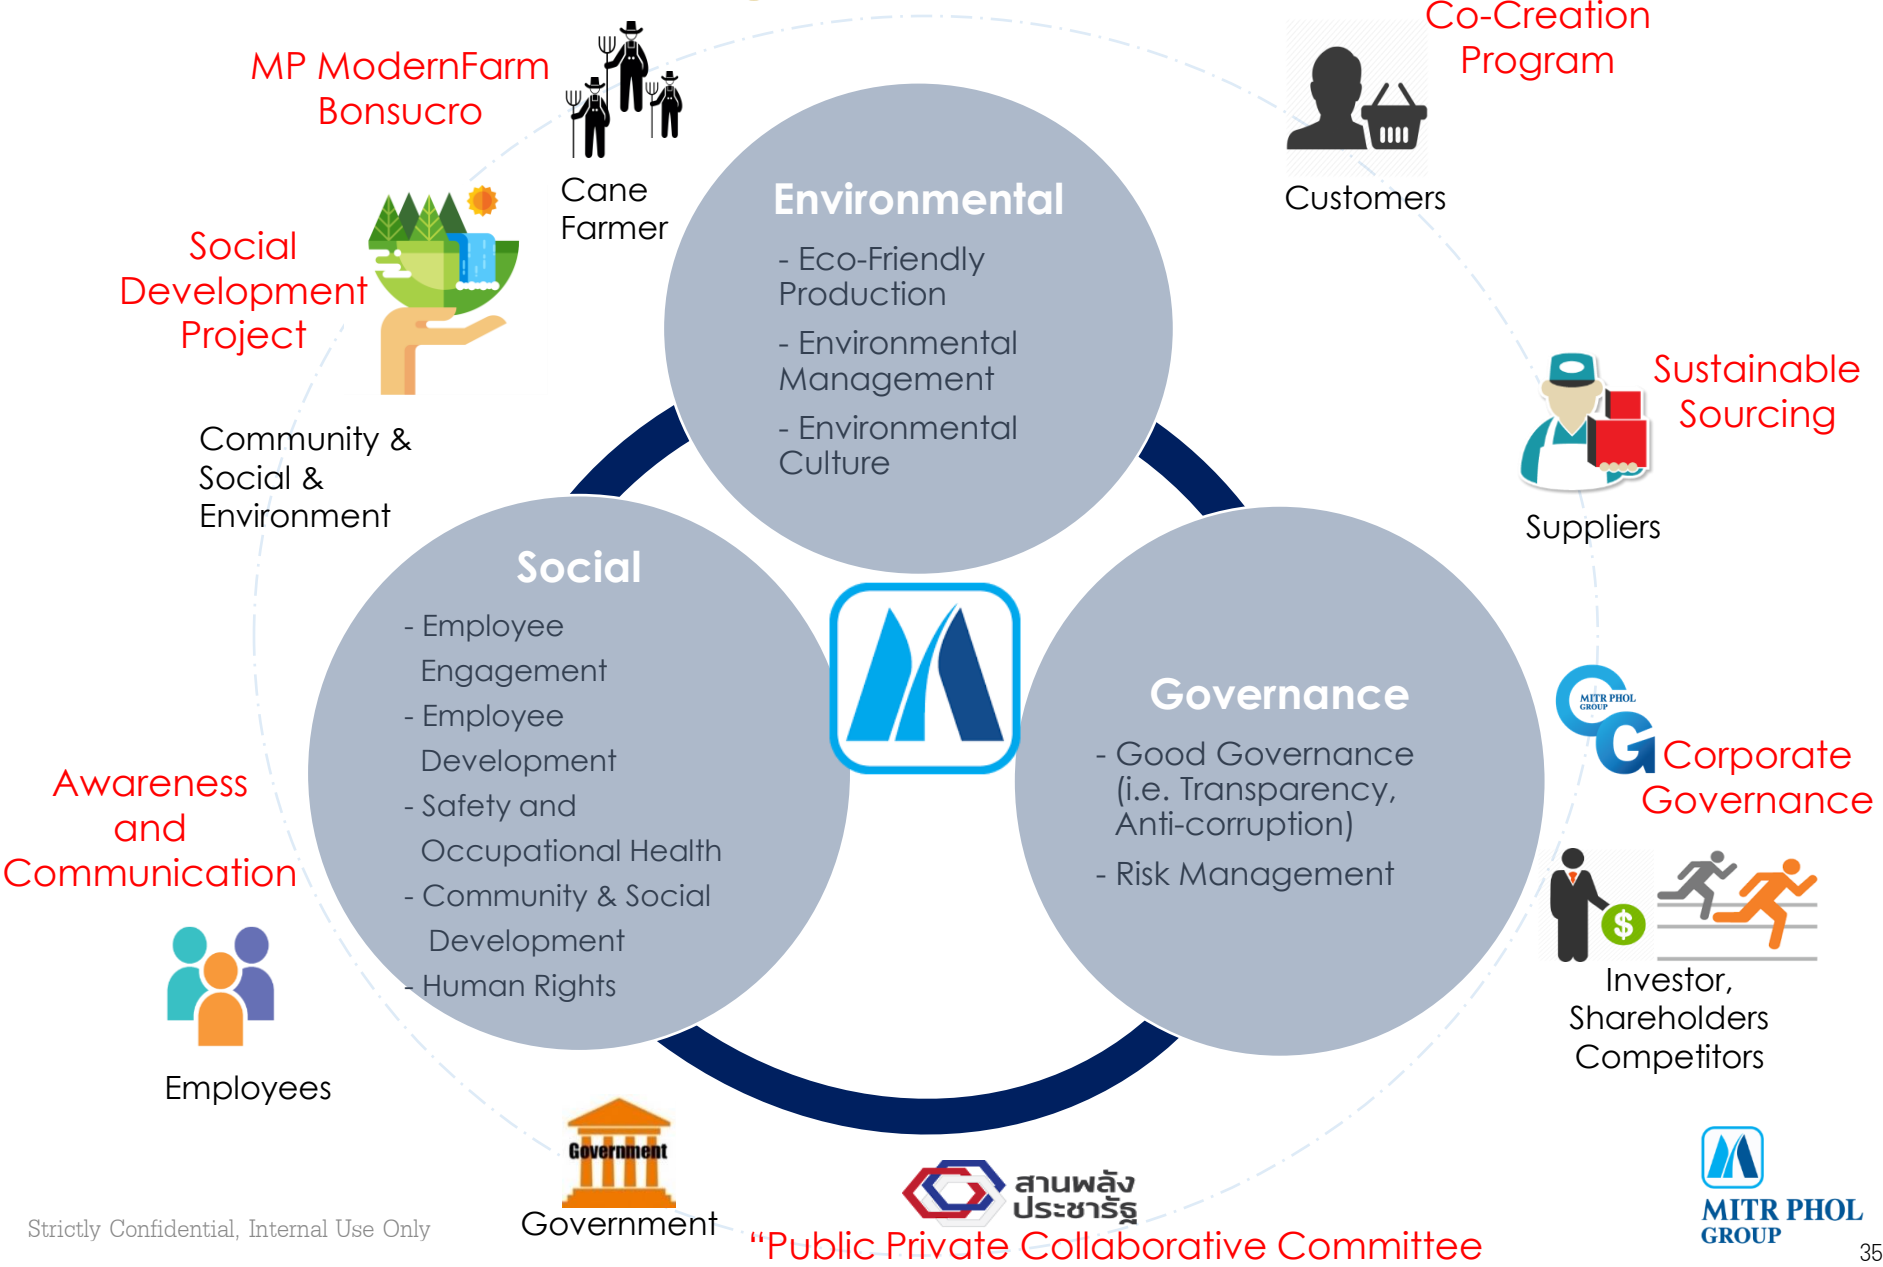 Co-Creation
Program
MP ModernFarm
Bonsucro
Cane
Farmer
Customers
Environmental
- Eco-Friendly
Production
- Environmental
Management
- Environmental
Culture
Social
Development
Project
Community &
Social &
Environment
Sustainable
Sourcing
Suppliers
Social
- Employee
Engagement
- Employee
Development
- Safety and
Occupational Health
- Community & Social
Development
- Human Rights
Governance
- Good Governance
(i.e. Transparency,
Anti-corruption)
- Risk Management
MITR PHOL
GROUP
CG
Corporate
Governance
Investor,
Shareholders
Competitors
Awareness
and
Communication
Employees
Government
Government
สานพลัง
ประชารัฐ
“Public Private Collaborative Committee
Strictly Confidential, Internal Use Only
MITR PHOL
GROUP
35